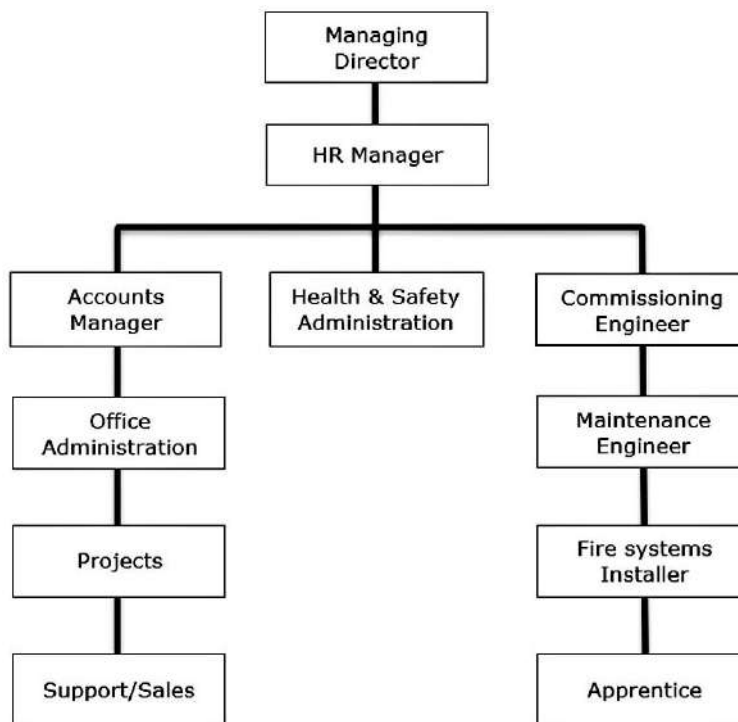 Managing
Director
HR Manager
Accounts
Manager
Health & Safety
Administration
Commissioning
Engineer
Office
Administration
Maintenance
Engineer
Projects
Fire systems
Installer
Support/Sales
Apprentice